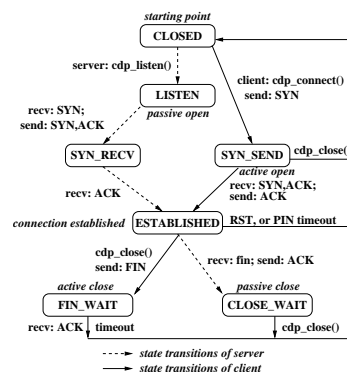 starting point
CLOSED
server: cdp_listen()
client: cdp_connect()
send: SYN
LISTEN
passive open
recv: SYN;
send: SYN,ACK
SYN_RECV
SYN_SEND
cdp_close()
active open
recv: ACK
recv: SYN,ACK;
send: ACK
connection established
ESTABLISHED
RST, or PIN timeout
cdp_close()
send: FIN
recv: fin; send: ACK
active close
passive close
FIN_WAIT
CLOSE_WAIT
recv: ACK
timeout
cdp_close()
state transitions of server
state transitions of client